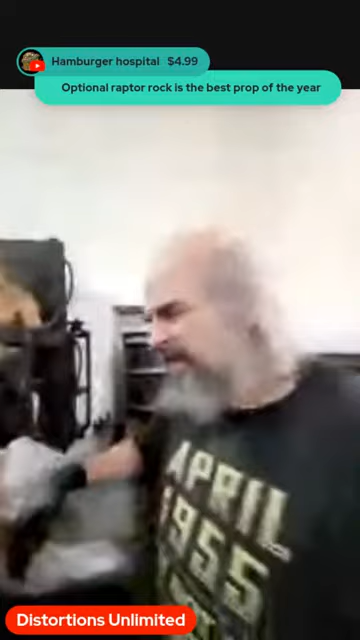 Hamburger hospital $4.99
Optional raptor rock is the best prop of the year
APRIL
1955
Distortions Unlimited